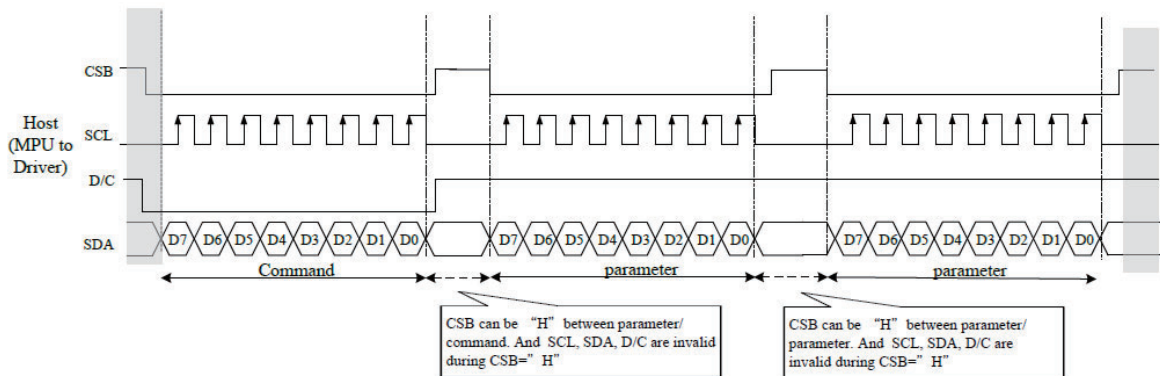 CSB
Host
(MPU to
Driver)
SCL
D/C
SDA
D7 D6 D5 D4 D3 D2 D1 D0
D7 D6 D5 D4 D3 D2 D1 D0
D7 D6 D5 D4 D3 D2 D1 D0
Command
parameter
parameter
CSB can be “H” between parameter/
command. And SCL, SDA, D/C are invalid
during CSB=” H”
CSB can be “H” between parameter/
parameter. And SCL, SDA, D/C are
invalid during CSB=” H”